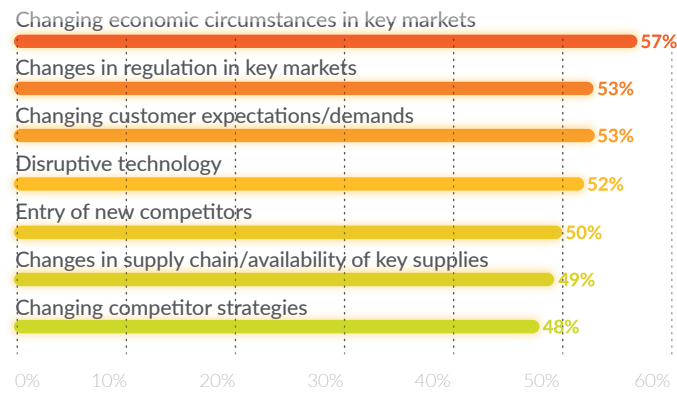 Changing economic circumstances in key markets
57%
Changes in regulation in key markets
53%
Changing customer expectations/demands
53%
Disruptive technology
52%
Entry of new competitors
50%
Changes in supply chain/availability of key supplies
49%
Changing competitor strategies
48%
0% 10% 20% 30% 40% 50% 60%